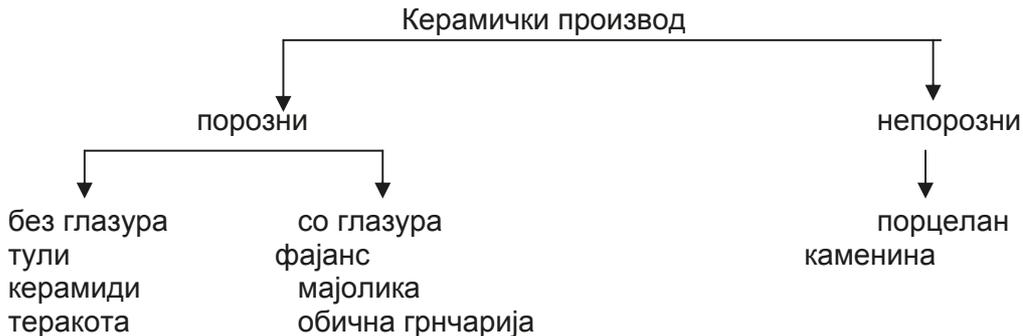 Керамички производ
порозни непорозни
без глазура со глазура порцелан
тули фајанс каменина
керамиди мајолика
теракота обична грнчарија